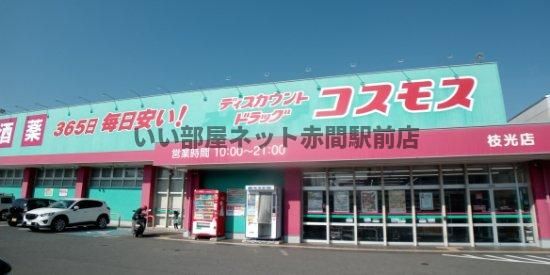 酒 薬
365日 毎日安い!
ディスカウント
ドラッグ
コスモス
いい部屋ネット赤間駅前店
営業時間 10:00～21:00
枝光店